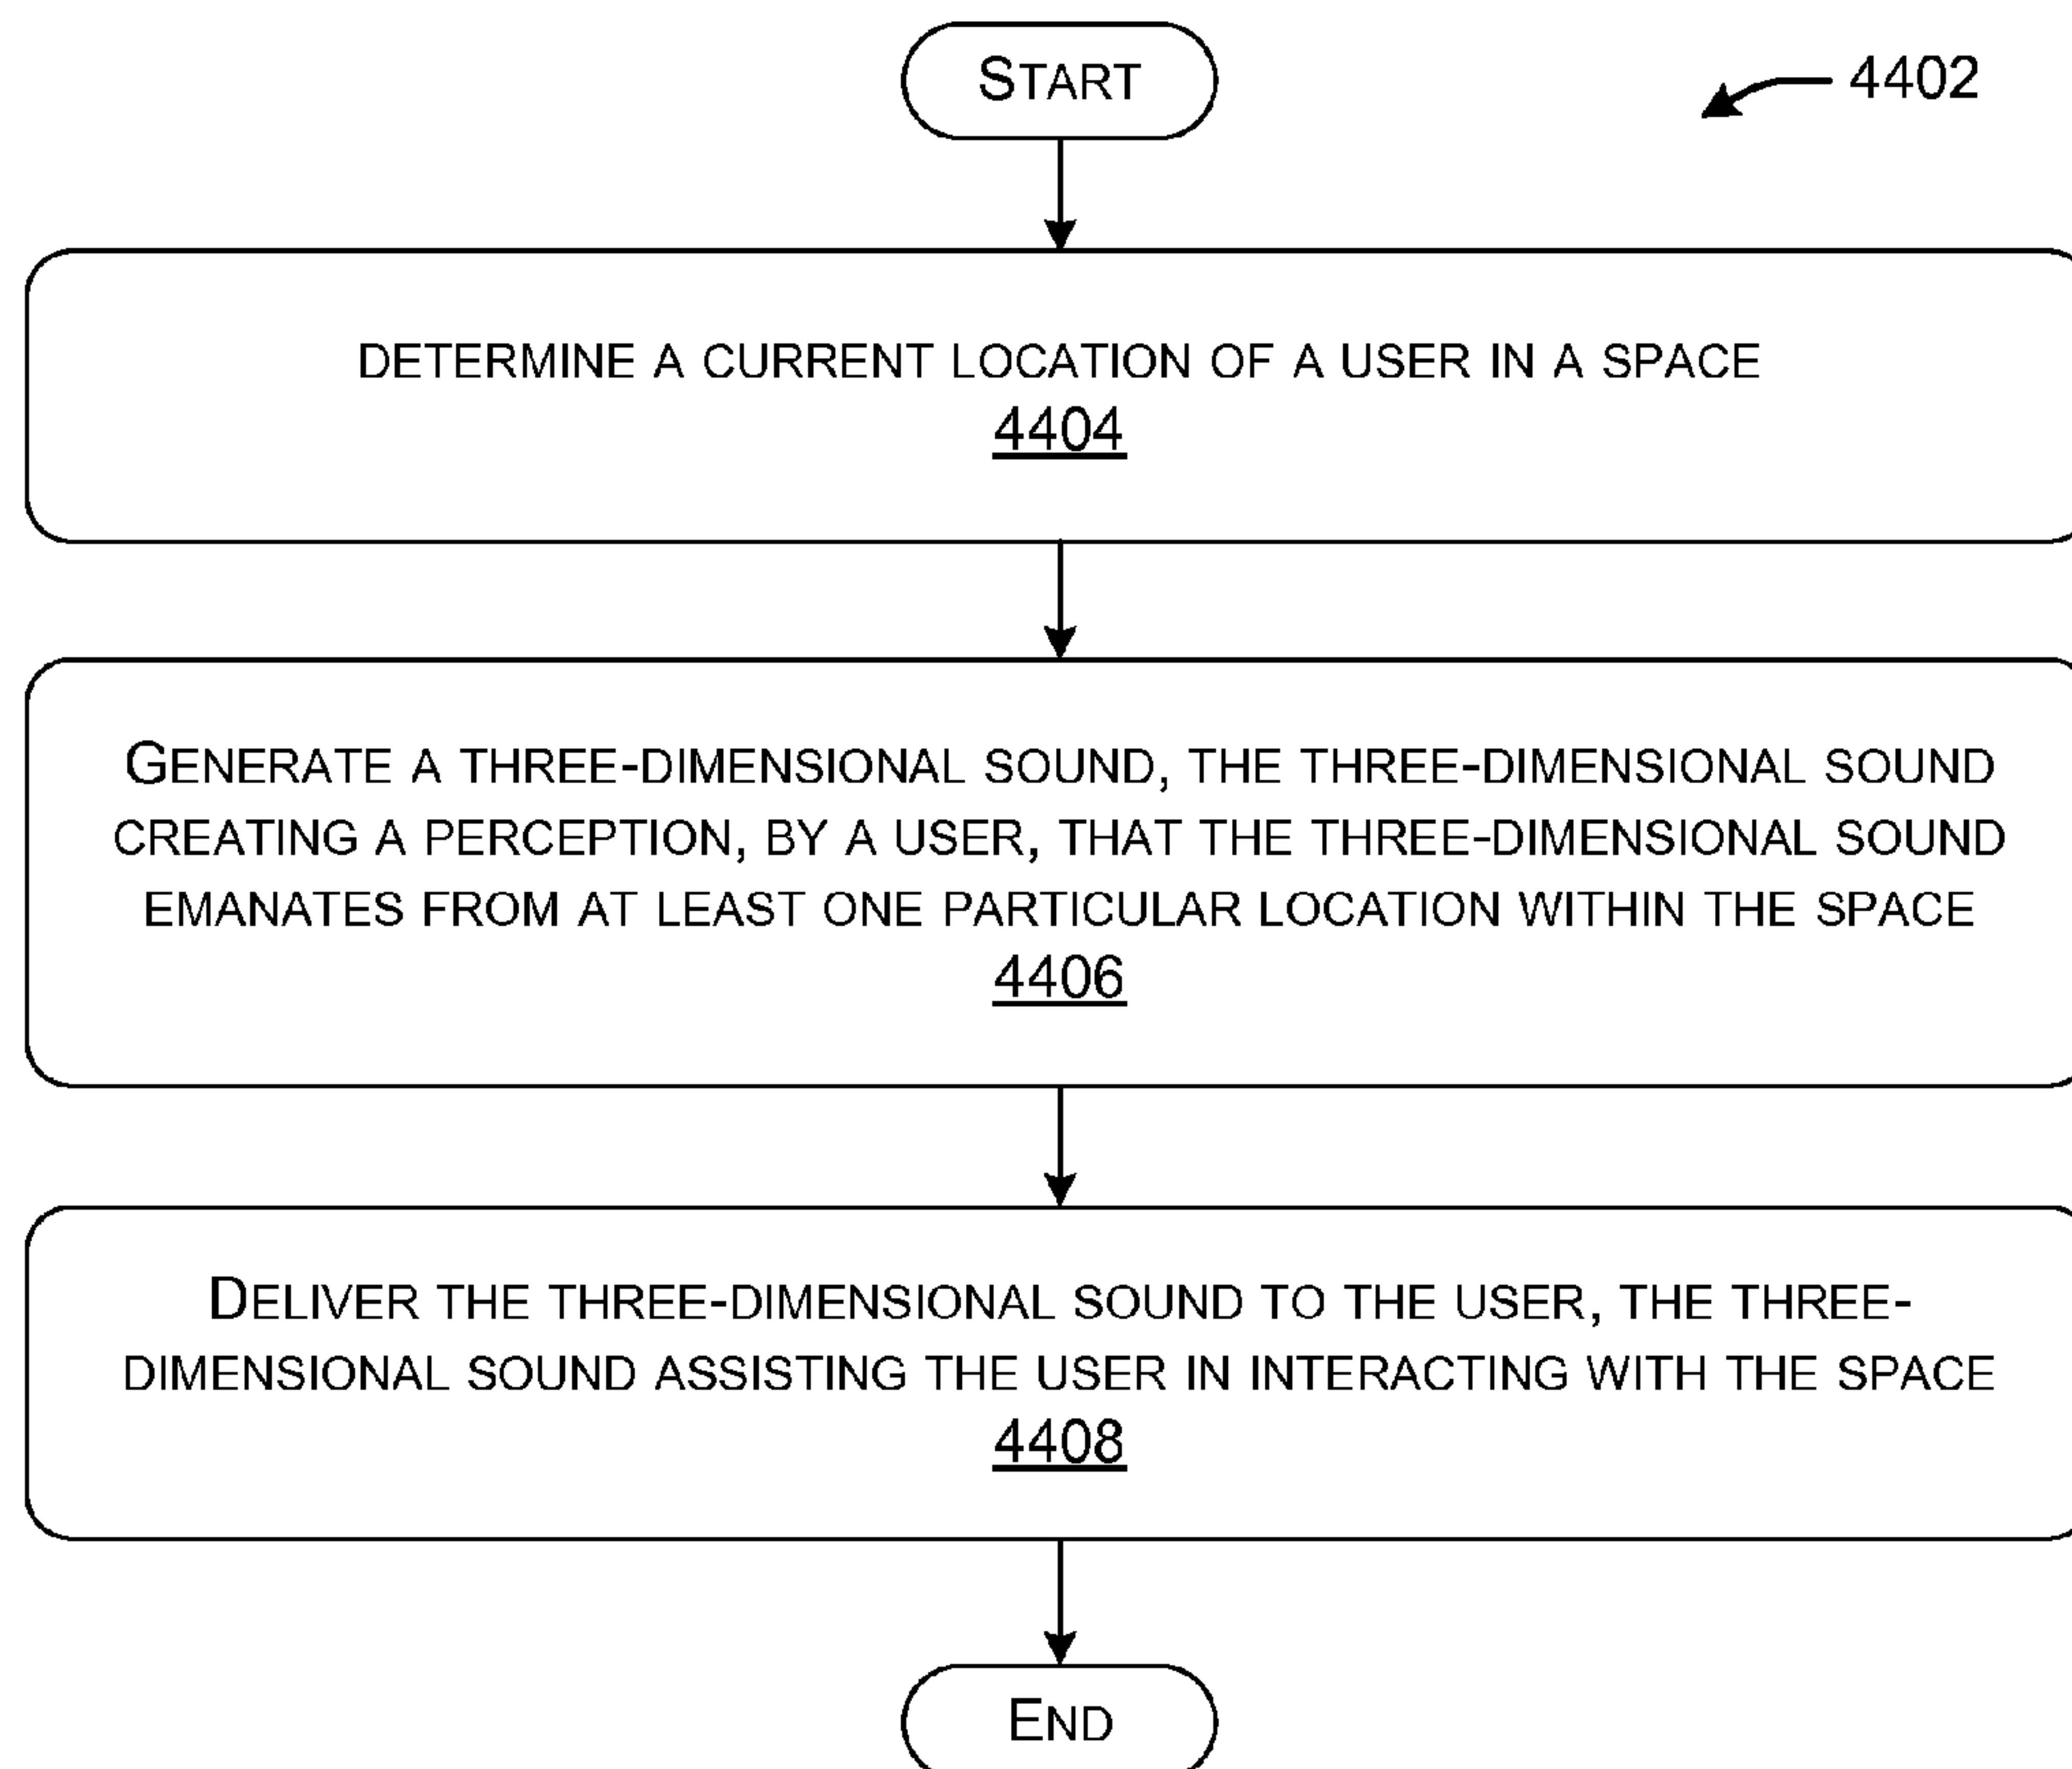 START
4402
DETERMINE A CURRENT LOCATION OF A USER IN A SPACE
4404
GENERATE A THREE-DIMENSIONAL SOUND, THE THREE-DIMENSIONAL SOUND
CREATING A PERCEPTION, BY A USER, THAT THE THREE-DIMENSIONAL SOUND
EMANATES FROM AT LEAST ONE PARTICULAR LOCATION WITHIN THE SPACE
4406
DELIVER THE THREE-DIMENSIONAL SOUND TO THE USER, THE THREE-
DIMENSIONAL SOUND ASSISTING THE USER IN INTERACTING WITH THE SPACE
4408
END